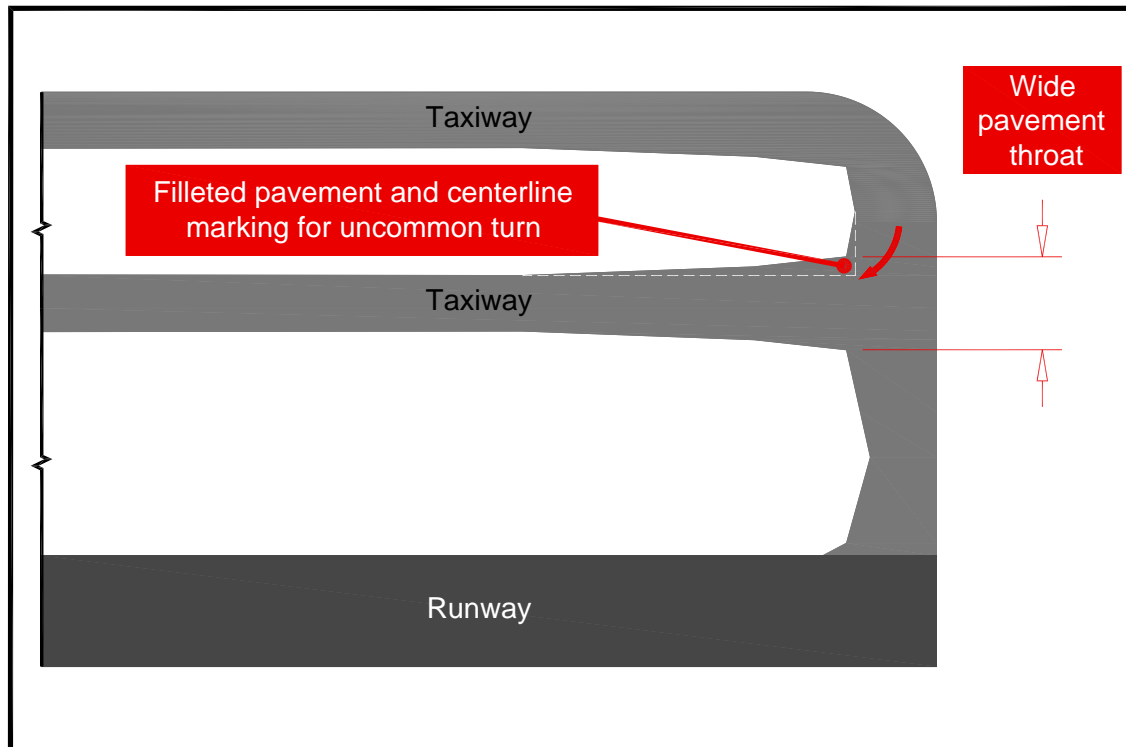 Taxiway
Wide
pavement
throat
Filleted pavement and centerline
marking for uncommon turn
Taxiway
Runway